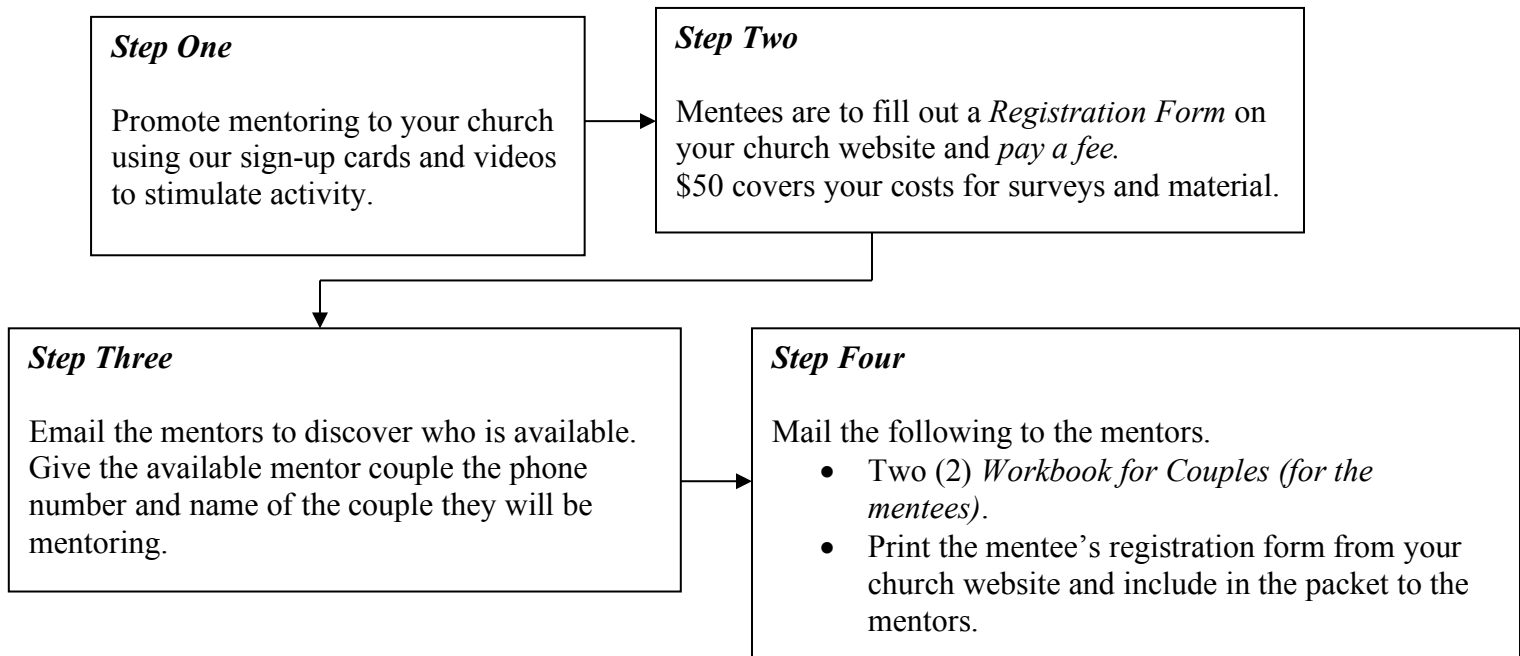 Step One
Promote mentoring to your church
using our sign-up cards and videos
to stimulate activity.
Step Two
Mentees are to fill out a Registration Form on
your church website and pay a fee.
$50 covers your costs for surveys and material.
Step Three
Email the mentors to discover who is available.
Give the available mentor couple the phone
number and name of the couple they will be
mentoring.
Step Four
Mail the following to the mentors.
• Two (2) Workbook for Couples (for the
mentees).
• Print the mentee’s registration form from your
church website and include in the packet to the
mentors.